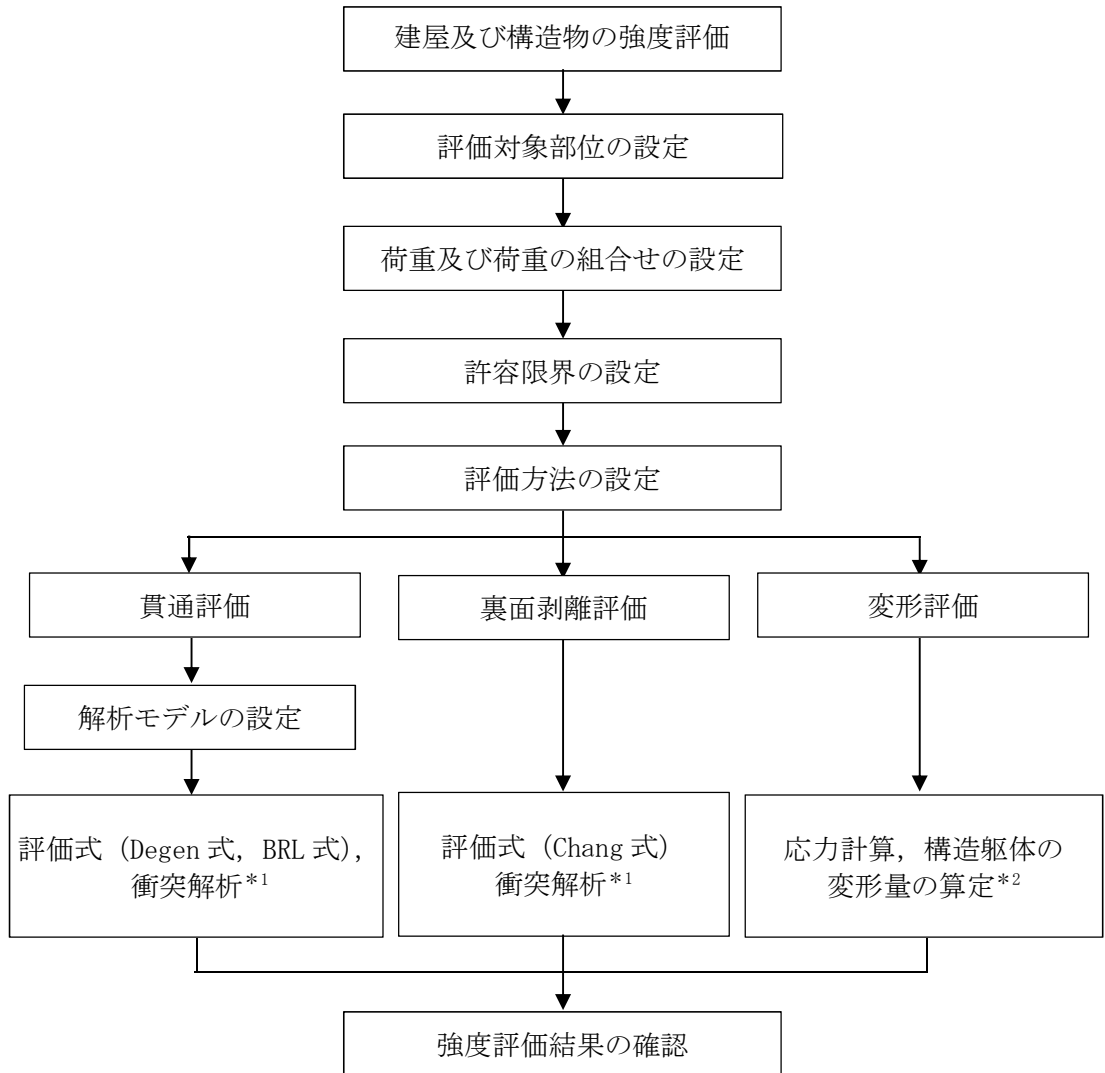 建屋及び構造物の強度評価
評価対象部位の設定
荷重及び荷重の組合せの設定
許容限界の設定
評価方法の設定
貫通評価
裏面剥離評価
変形評価
解析モデルの設定
評価式（Degen 式，BRL 式），
衝突解析*1
評価式（Chang 式）
衝突解析*1
応力計算，構造躯体の
変形量の算定*2
強度評価結果の確認